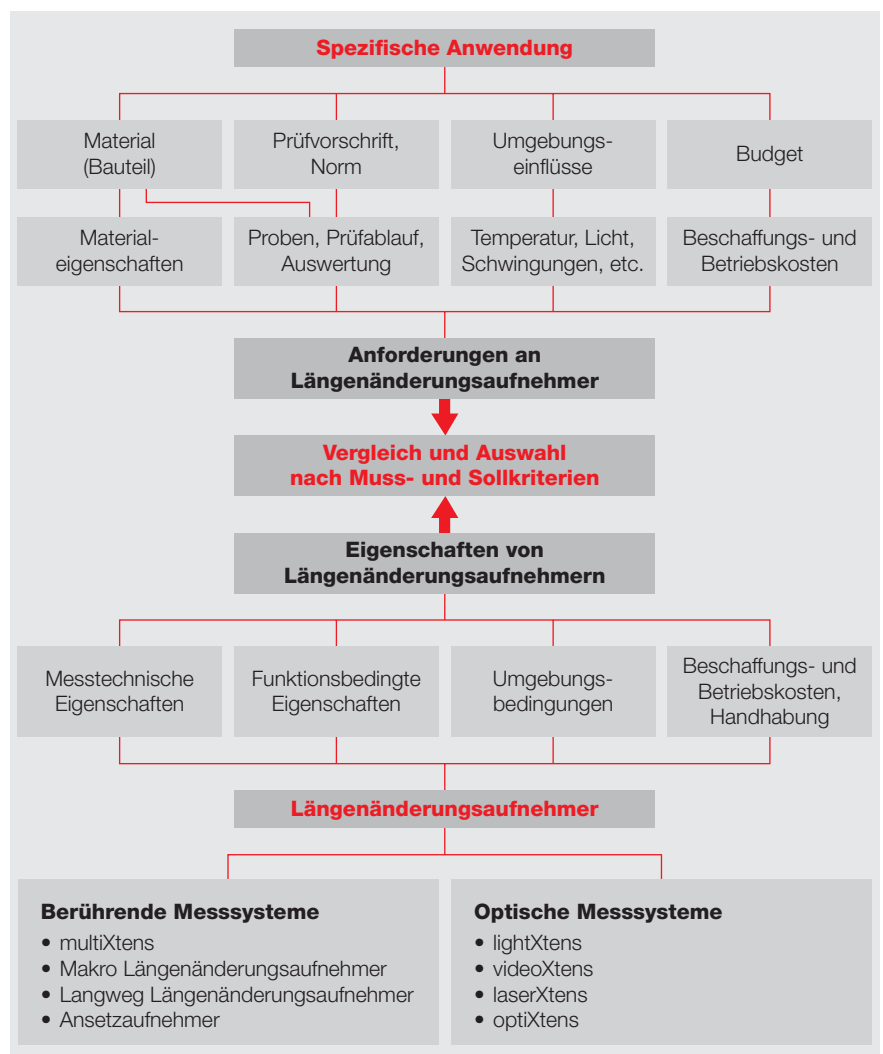 Spezifische Anwendung
Material
(Bauteil)
Prüfvorschrift,
Norm
Umgebungs-
einflüsse
Budget
Material-
eigenschaften
Proben, Prüfablauf,
Auswertung
Temperatur, Licht,
Schwingungen, etc.
Beschaffungs- und
Betriebskosten
Anforderungen an
Längenänderungsaufnehmer
Vergleich und Auswahl
nach Muss- und Sollkriterien
Eigenschaften von
Längenänderungsaufnehmern
Messtechnische
Eigenschaften
Funktionsbedingte
Eigenschaften
Umgebungs-
bedingungen
Beschaffungs- und
Betriebskosten,
Handhabung
Längenänderungsaufnehmer
Berührende Messsysteme
• multiXtens
• Makro Längenänderungsaufnehmer
• Langweg Längenänderungsaufnehmer
• Ansetzaufnehmer
Optische Messsysteme
• lightXtens
• videoXtens
• laserXtens
• optiXtens